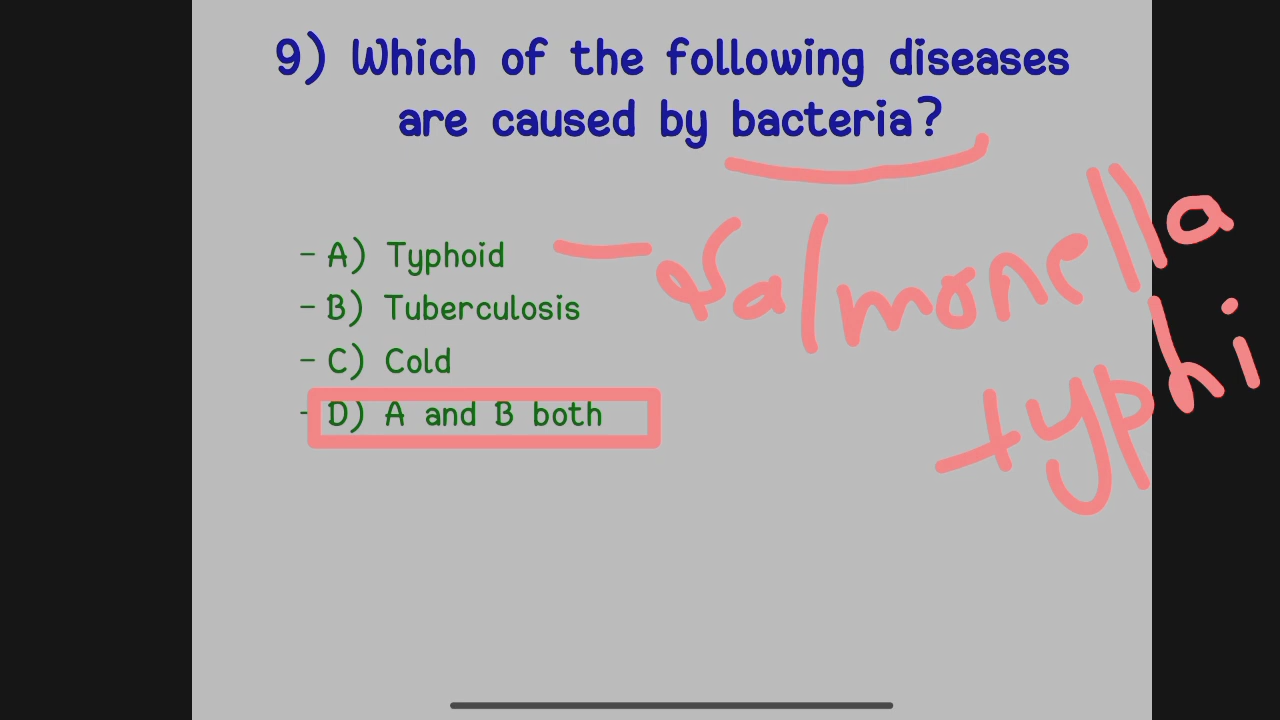 9) Which of the following diseases
are caused by bacteria?
- A) Typhoid — Salmonella
typhi
- B) Tuberculosis
- C) Cold
- D) A and B both